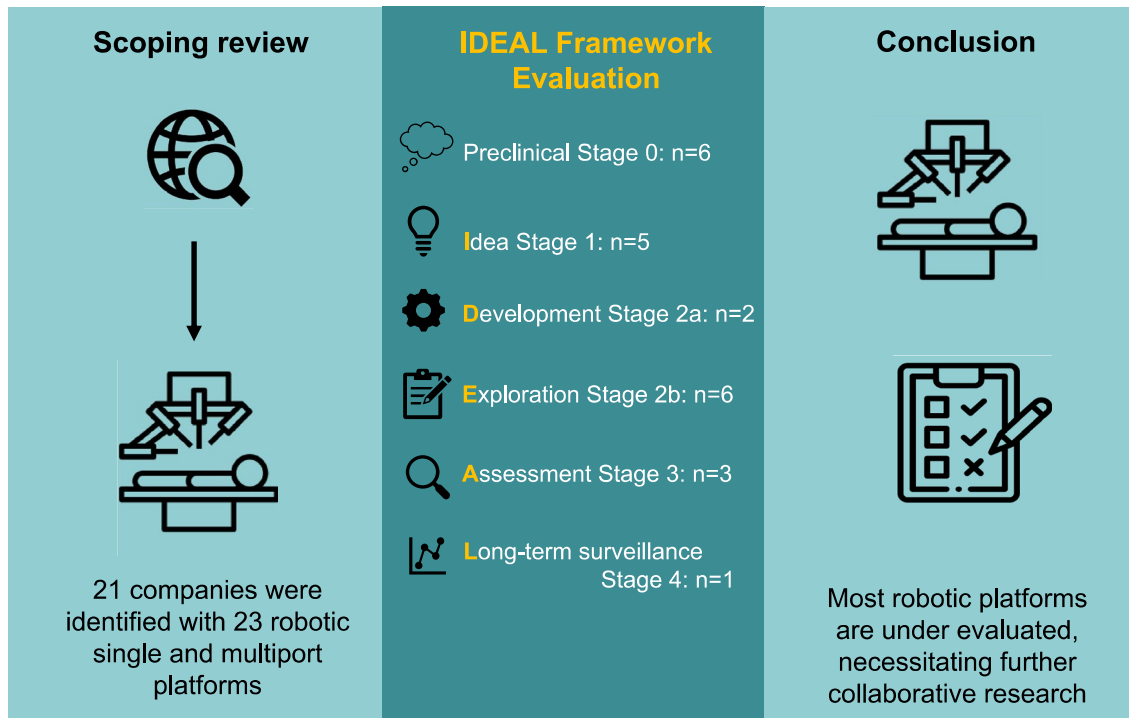 Scoping review
21 companies were
identified with 23 robotic
single and multiport
platforms
IDEAL Framework
Evaluation
Preclinical Stage 0: n=6
Idea Stage 1: n=5
Development Stage 2a: n=2
Exploration Stage 2b: n=6
Assessment Stage 3: n=3
Long-term surveillance
Stage 4: n=1
Conclusion
Most robotic platforms
are under evaluated,
necessitating further
collaborative research